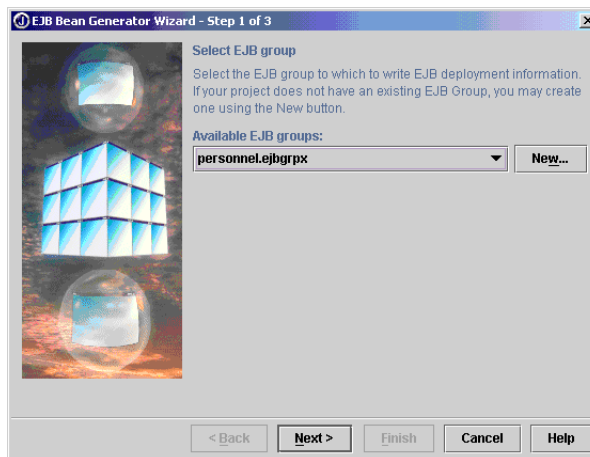 EJB Bean Generator Wizard - Step 1 of 3
Select EJB group
Select the EJB group to which to write EJB deployment information.
If your project does not have an existing EJB Group, you may create
one using the New button.
Available EJB groups:
personnel.ejbgrpx
New...
< Back
Next >
Finish
Cancel
Help